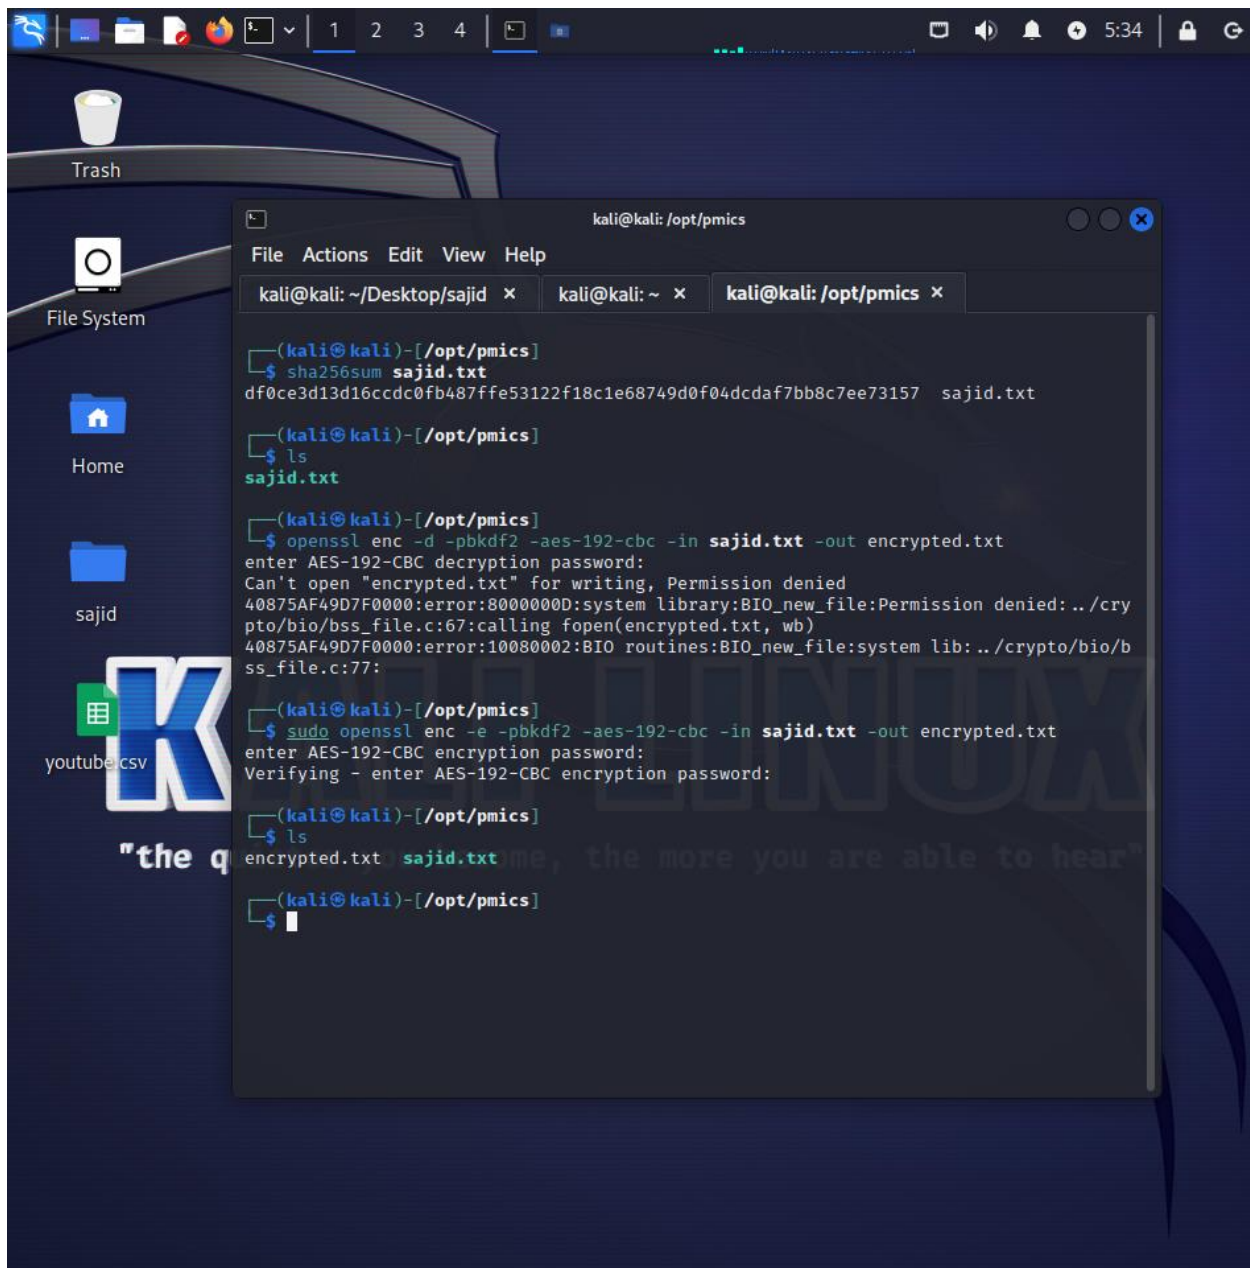 1 2 3 4 5:34
Trash
File System
Home
sajid
youtube.csv
kali@kali: /opt/pmics
File Actions Edit View Help
kali@kali: ~/Desktop/sajid × kali@kali: ~ × kali@kali: /opt/pmics ×
┌──(kali㉿kali)-[/opt/pmics]
└─$ sha256sum sajid.txt
df0ce3d13d16ccdc0fb487ffe53122f18c1e68749d0f04dcdaf7bb8c7ee73157  sajid.txt
┌──(kali㉿kali)-[/opt/pmics]
└─$ ls
sajid.txt
┌──(kali㉿kali)-[/opt/pmics]
└─$ openssl enc -d -pbkdf2 -aes-192-cbc -in sajid.txt -out encrypted.txt
enter AES-192-CBC decryption password:
Can't open "encrypted.txt" for writing, Permission denied
40875AF49D7F0000:error:8000000D:system library:BIO_new_file:Permission denied:../cry
pto/bio/bss_file.c:67:calling fopen(encrypted.txt, wb)
40875AF49D7F0000:error:10080002:BIO routines:BIO_new_file:system lib:../crypto/bio/b
ss_file.c:77:
┌──(kali㉿kali)-[/opt/pmics]
└─$ sudo openssl enc -e -pbkdf2 -aes-192-cbc -in sajid.txt -out encrypted.txt
enter AES-192-CBC encryption password:
Verifying - enter AES-192-CBC encryption password:
┌──(kali㉿kali)-[/opt/pmics]
└─$ ls
encrypted.txt  sajid.txt
┌──(kali㉿kali)-[/opt/pmics]
└─$
KALI LINUX
"the q me, the more you are able to hear"